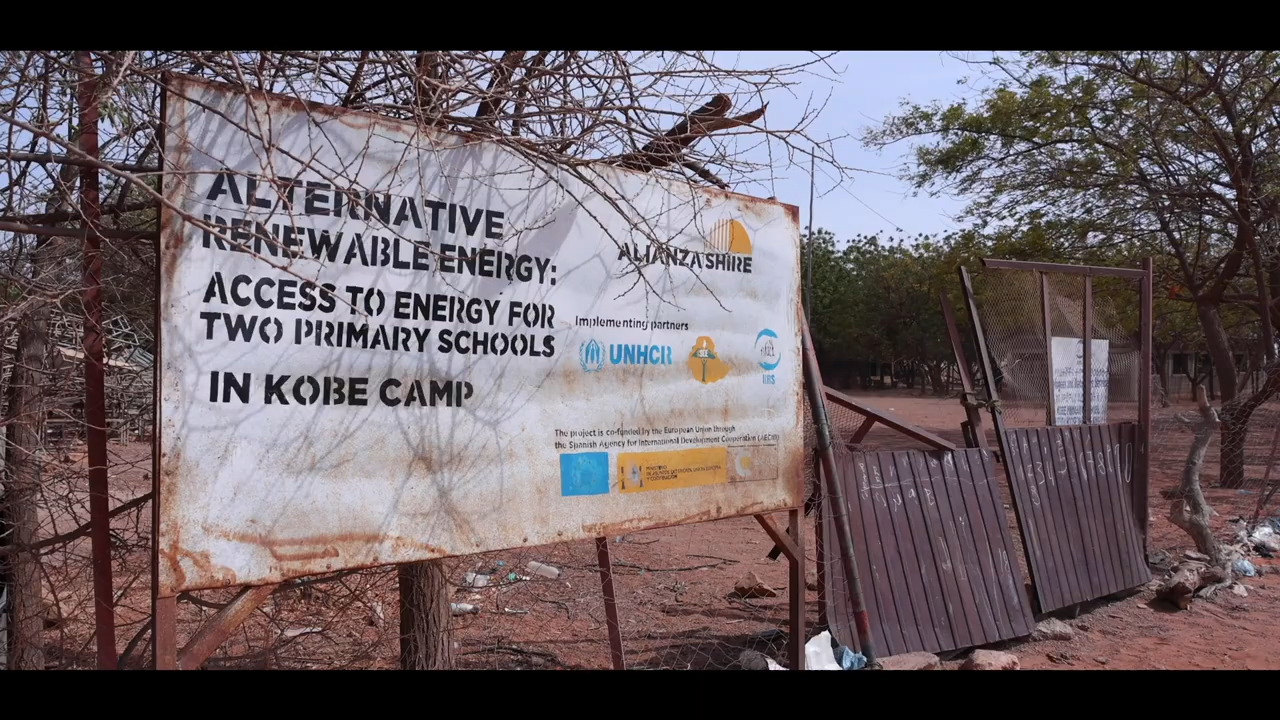 ALTERNATIVE
RENEWABLE ENERGY:
ACCESS TO ENERGY FOR
TWO PRIMARY SCHOOLS
IN KOBE CAMP
ALIANZA SHIRE
Implementing partners
UNHCR
The project is co-funded by the European Union through
the Spanish Agency for International Development Cooperation (AECID)